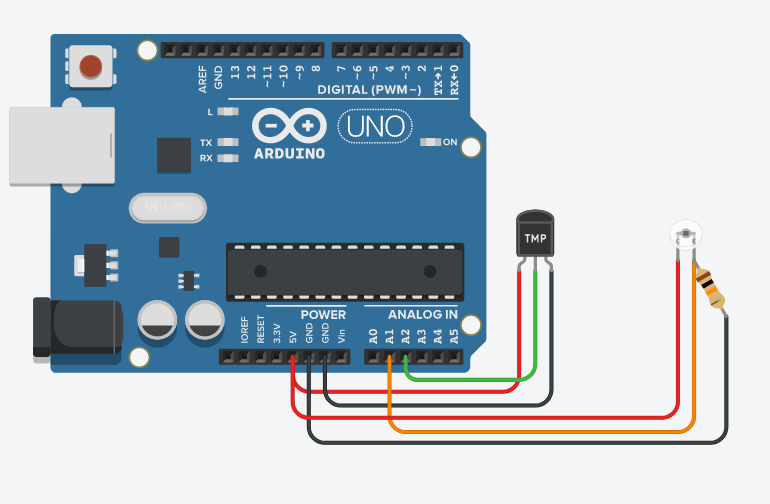 AREF
GND
13
12
~11
~10
~9
8
7
~6
~5
4
~3
2
TX→1
RX←0
DIGITAL (PWM~)
L
TX
RX
UNO
ARDUINO
ON
TMP
POWER
ANALOG IN
IOREF
RESET
3.3V
5V
GND
GND
Vin
A0
A1
A2
A3
A4
A5